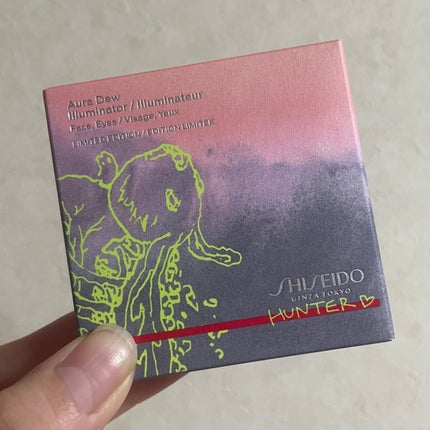 Aura Dew
Illuminator / Illuminateur
Face, Eyes / Visage, Yeux
LIMITED EDITION / ÉDITION LIMITÉE
SHISEIDO
GINZA TOKYO
HUNTER ♡